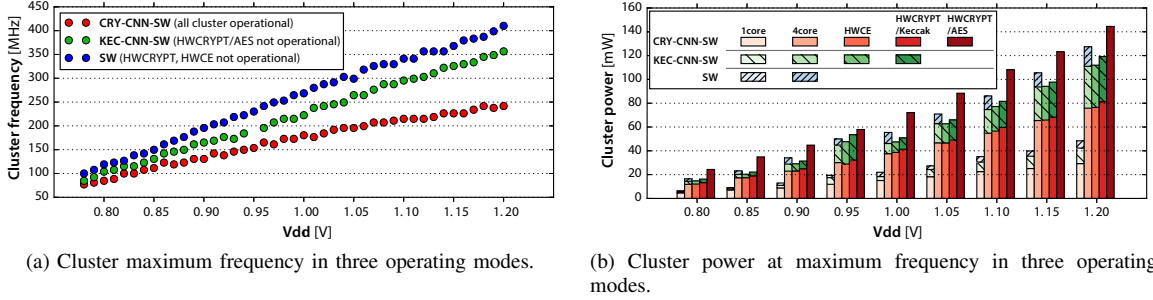 450
400
350
300
250
200
150
100
50
Cluster frequency [MHz]
CRY-CNN-SW (all cluster operational)
KEC-CNN-SW (HWCRYPT/AES not operational)
SW (HWCRYPT, HWCE not operational)
0.80 0.85 0.90 0.95 1.00 1.05 1.10 1.15 1.20
Vdd [V]
(a) Cluster maximum frequency in three operating modes.
160
140
120
100
80
60
40
20
0
Cluster power [mW]
HWCRYPT HWCRYPT
1core 4core HWCE /Keccak /AES
CRY-CNN-SW
KEC-CNN-SW
SW
0.80 0.85 0.90 0.95 1.00 1.05 1.10 1.15 1.20
Vdd [V]
(b) Cluster power at maximum frequency in three operating
modes.